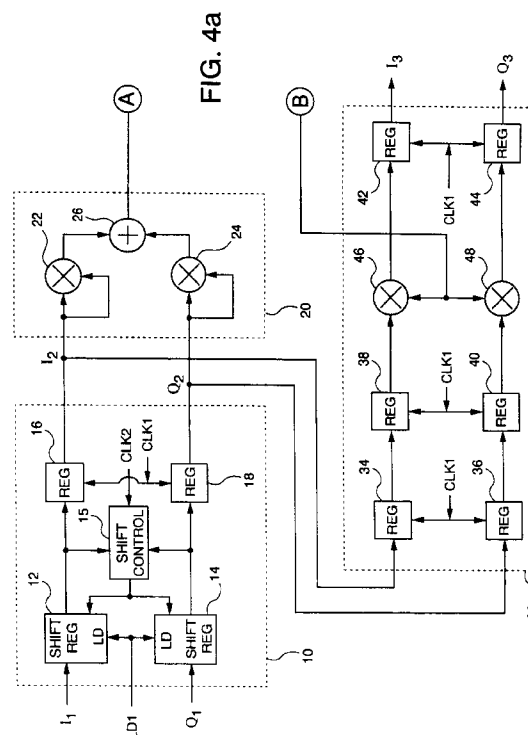 FIG. 4a
I1
Q1
LD1
12
SHIFT REG
LD
14
SHIFT REG
LD
10
15
SHIFT CONTROL
CLK2
CLK1
16
REG
18
REG
I2
Q2
20
22
24
26
+
A
B
34
REG
36
REG
CLK1
38
REG
40
REG
CLK1
46
48
42
REG
44
REG
CLK1
I3
Q3